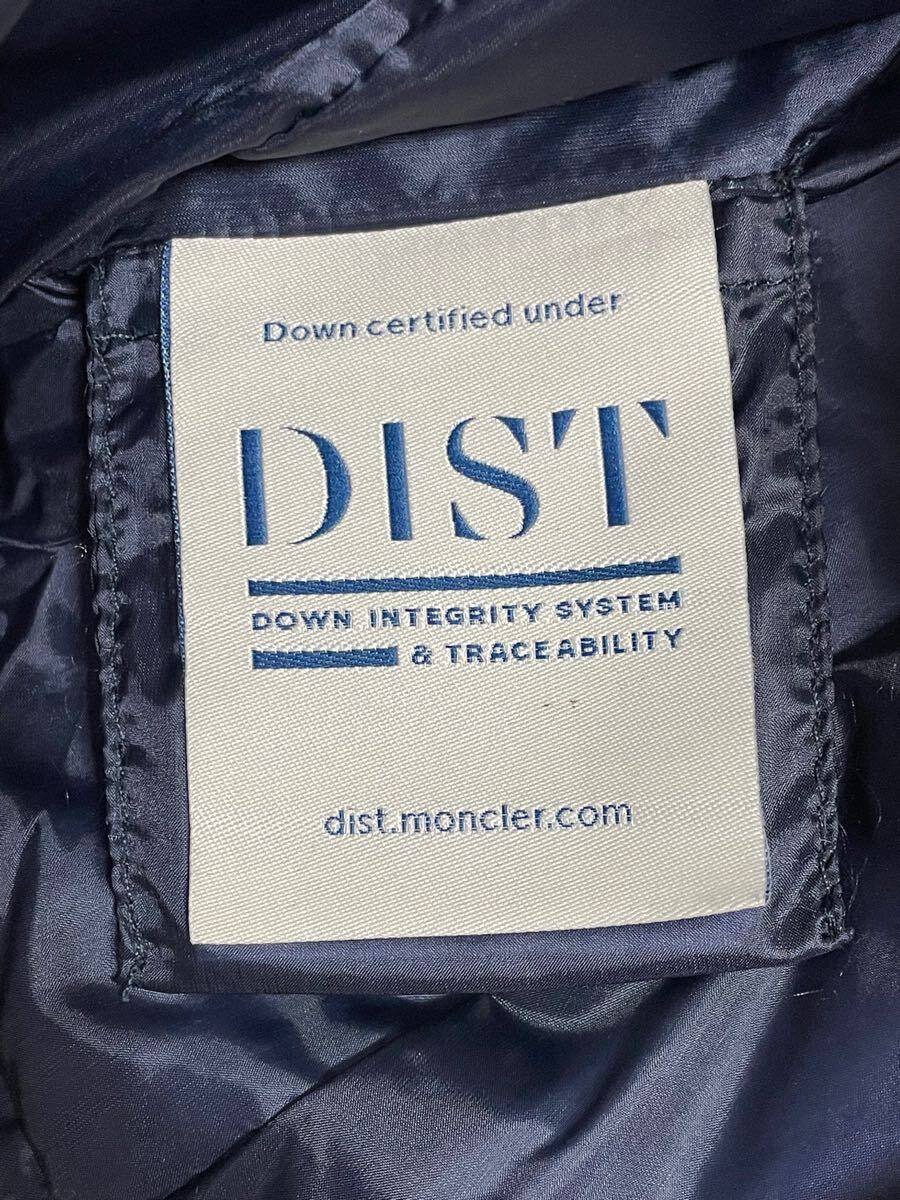 Down certified under
DIST
DOWN INTEGRITY SYSTEM
& TRACEABILITY
dist.moncler.com